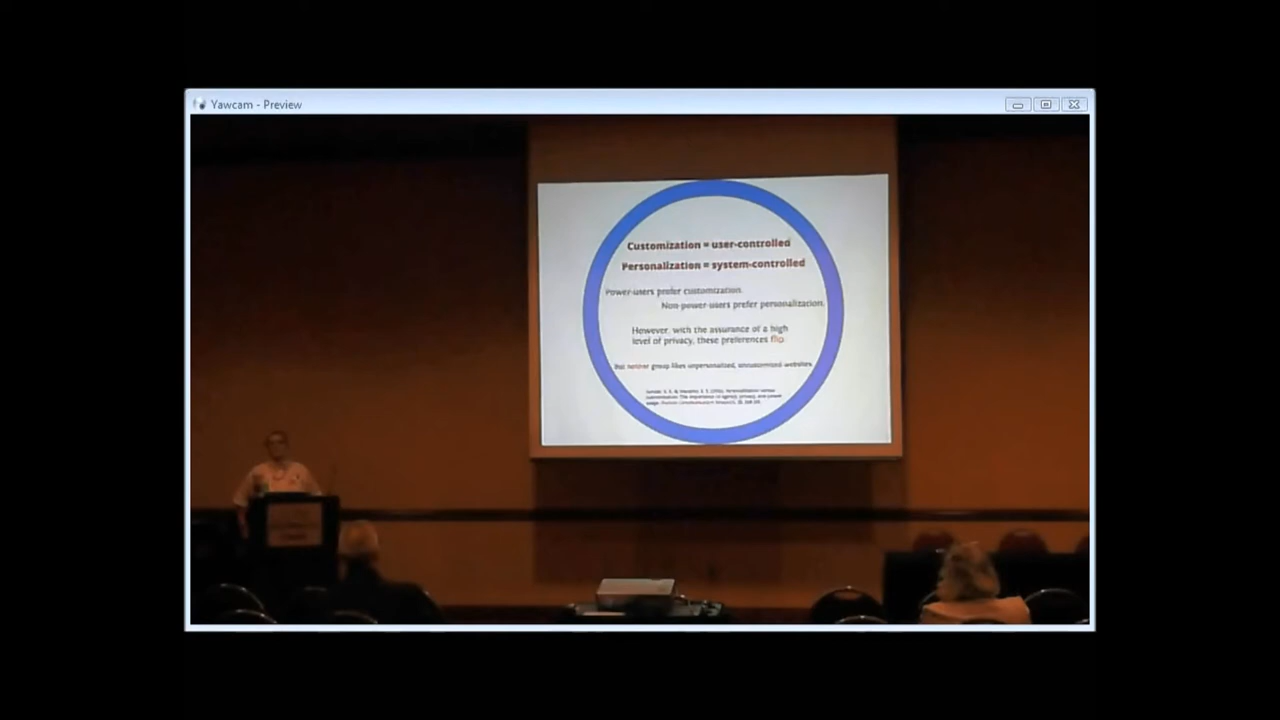 Yawcam - Preview
Customization = user-controlled
Personalization = system-controlled
Power-users prefer customization.
Non-power-users prefer personalization.
However, with the assurance of a high
level of privacy, these preferences flip.
But neither group likes unpersonalized, uncustomized websites.